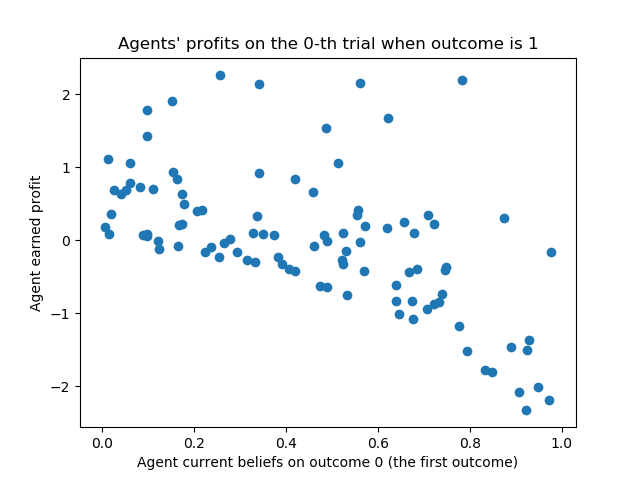 Agents' profits on the 0-th trial when outcome is 1
2
1
0
−1
−2
Agent earned profit
0.0 0.2 0.4 0.6 0.8 1.0
Agent current beliefs on outcome 0 (the first outcome)